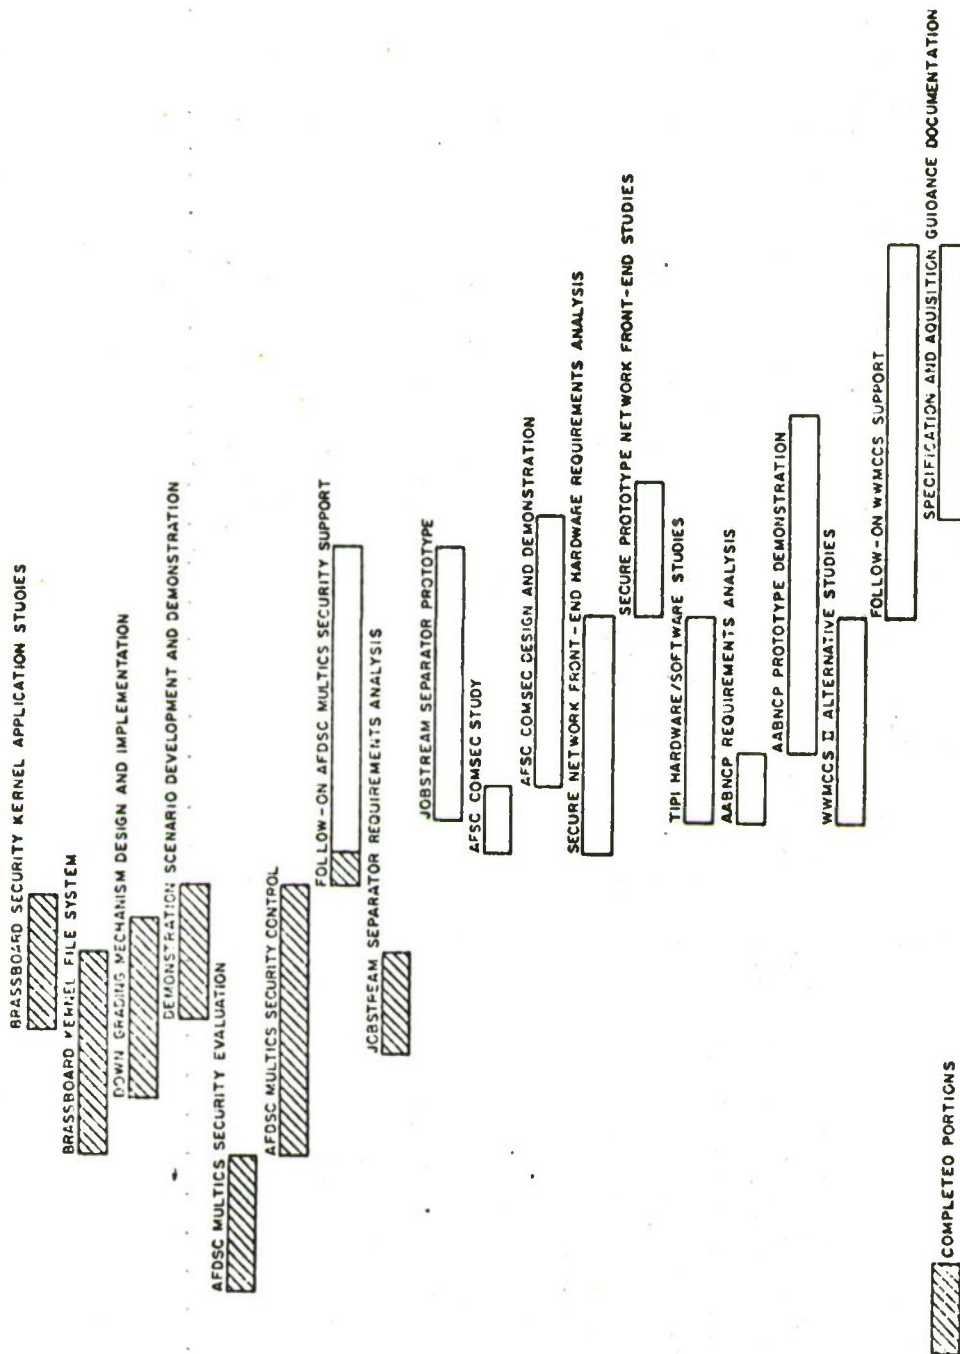 BRASSBOARD SECURITY KERNEL APPLICATION STUDIES
BRASSBOARD KERNEL FILE SYSTEM
DOWN GRADING MECHANISM DESIGN AND IMPLEMENTATION
DEMONSTRATION SCENARIO DEVELOPMENT AND DEMONSTRATION
AFDSC MULTICS SECURITY EVALUATION
AFDSC MULTICS SECURITY CONTROL
FOLLOW-ON AFDSC MULTICS SECURITY SUPPORT
JOBSTREAM SEPARATOR REQUIREMENTS ANALYSIS
JOBSTREAM SEPARATOR PROTOTYPE
AFSC COMSEC STUDY
AFSC COMSEC DESIGN AND DEMONSTRATION
SECURE NETWORK FRONT-END HARDWARE REQUIREMENTS ANALYSIS
SECURE PROTOTYPE NETWORK FRONT-END STUDIES
TIPI HARDWARE/SOFTWARE STUDIES
AABNCP REQUIREMENTS ANALYSIS
AABNCP PROTOTYPE DEMONSTRATION
WWMCCS II ALTERNATIVE STUDIES
FOLLOW-ON WWMCCS SUPPORT
SPECIFICATION AND AQUISITION GUIDANCE DOCUMENTATION
COMPLETED PORTIONS